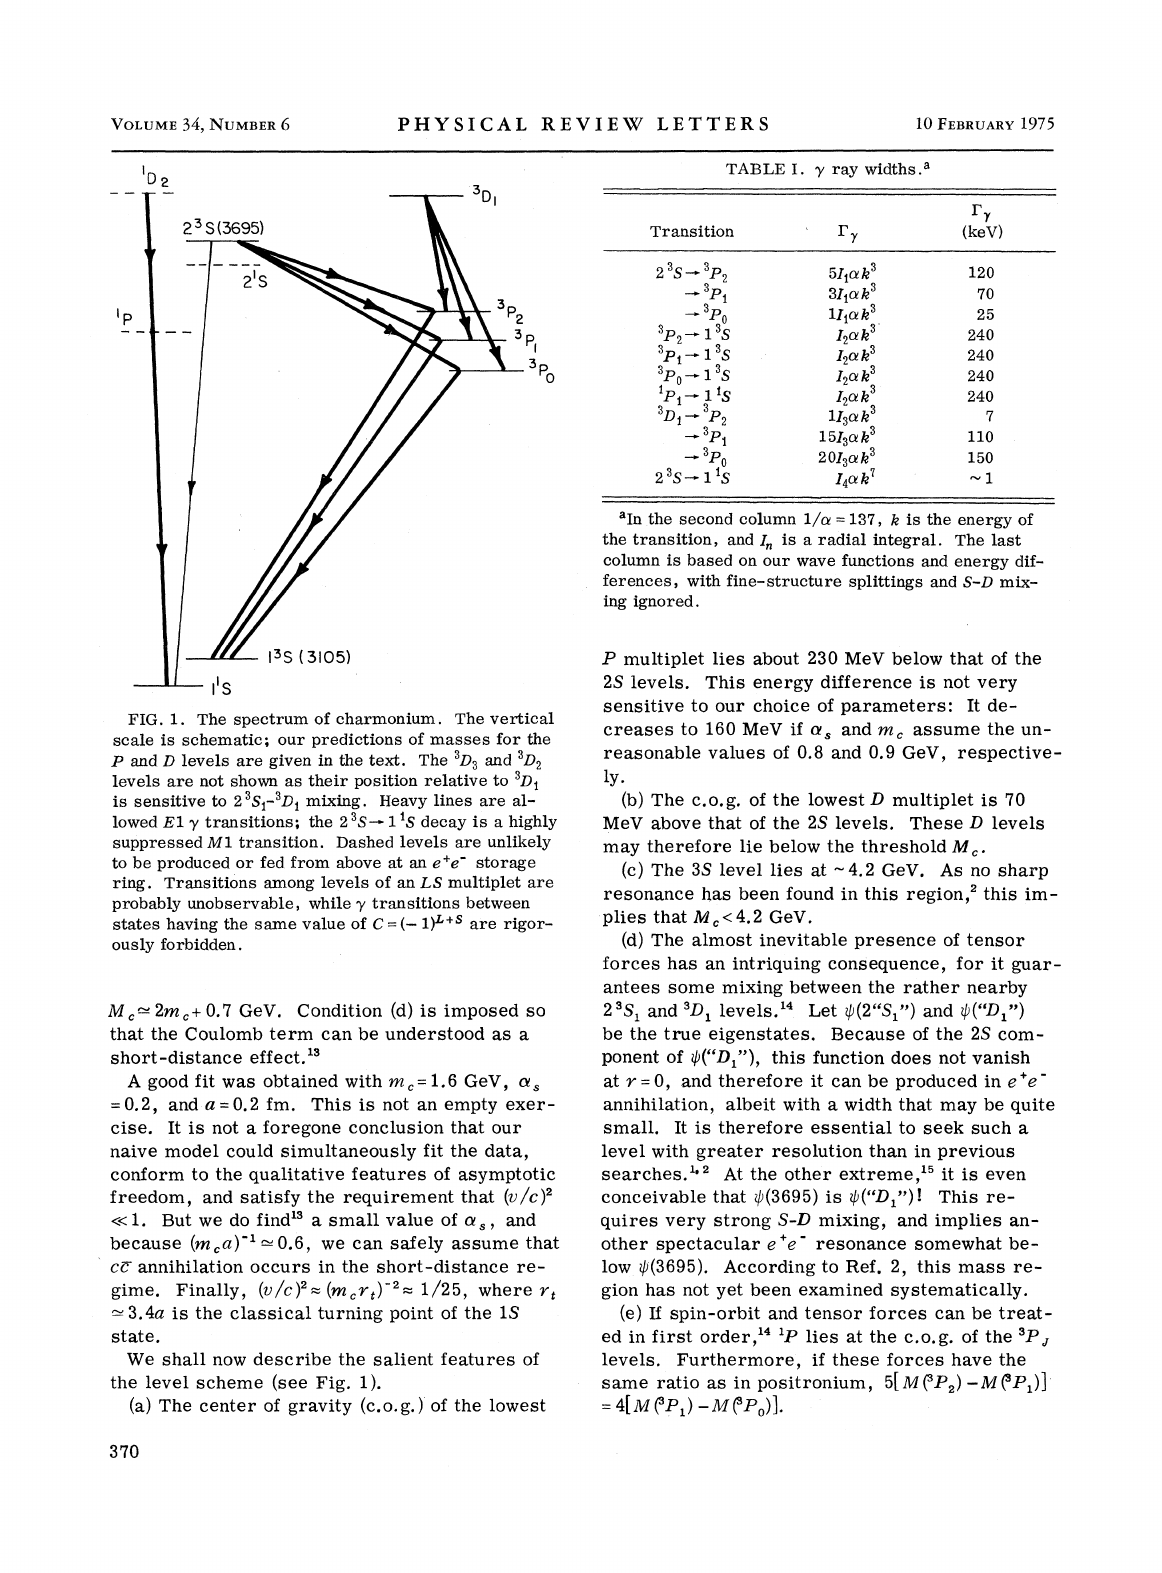 VOLUME 34, NUMBER 6 PHYSICAL REVIEW LETTERS 10 FEBRUARY 1975
¹D₂
³D₁
2³S(3695)
2¹S
¹P
³P₂
³P₁
³P₀
1³S (3105)
1¹S
FIG. 1. The spectrum of charmonium. The vertical
scale is schematic; our predictions of masses for the
P and D levels are given in the text. The ³D₃ and ³D₂
levels are not shown as their position relative to ³D₁
is sensitive to 2³S₁-³D₁ mixing. Heavy lines are al-
lowed E1 γ transitions; the 2³S→1¹S decay is a highly
suppressed M1 transition. Dashed levels are unlikely
to be produced or fed from above at an e⁺e⁻ storage
ring. Transitions among levels of an LS multiplet are
probably unobservable, while γ transitions between
states having the same value of C=(-1)ᴸ⁺ˢ are rigor-
ously forbidden.
M_c≃2m_c+0.7 GeV. Condition (d) is imposed so
that the Coulomb term can be understood as a
short-distance effect.¹³
A good fit was obtained with m_c=1.6 GeV, α_s
=0.2, and a=0.2 fm. This is not an empty exer-
cise. It is not a foregone conclusion that our
naive model could simultaneously fit the data,
conform to the qualitative features of asymptotic
freedom, and satisfy the requirement that (v/c)²
≪1. But we do find¹³ a small value of α_s, and
because (m_c a)⁻¹≃0.6, we can safely assume that
cc̄ annihilation occurs in the short-distance re-
gime. Finally, (v/c)²≈(m_c r_t)⁻²≈1/25, where r_t
≃3.4a is the classical turning point of the 1S
state.
We shall now describe the salient features of
the level scheme (see Fig. 1).
(a) The center of gravity (c.o.g.) of the lowest
370
TABLE I. γ ray widths.ᵃ
Transition Γ_γ Γ_γ (keV)
2³S→³P₂ 5I₁αk³ 120
→³P₁ 3I₁αk³ 70
→³P₀ 1I₁αk³ 25
³P₂→1³S I₂αk³ 240
³P₁→1³S I₂αk³ 240
³P₀→1³S I₂αk³ 240
¹P₁→1¹S I₂αk³ 240
³D₁→³P₂ 1I₃αk³ 7
→³P₁ 15I₃αk³ 110
→³P₀ 20I₃αk³ 150
2³S→1¹S I₄αk⁷ ~1
ᵃIn the second column 1/α=137, k is the energy of
the transition, and I_n is a radial integral. The last
column is based on our wave functions and energy dif-
ferences, with fine-structure splittings and S-D mix-
ing ignored.
P multiplet lies about 230 MeV below that of the
2S levels. This energy difference is not very
sensitive to our choice of parameters: It de-
creases to 160 MeV if α_s and m_c assume the un-
reasonable values of 0.8 and 0.9 GeV, respective-
ly.
(b) The c.o.g. of the lowest D multiplet is 70
MeV above that of the 2S levels. These D levels
may therefore lie below the threshold M_c.
(c) The 3S level lies at ~4.2 GeV. As no sharp
resonance has been found in this region,² this im-
plies that M_c<4.2 GeV.
(d) The almost inevitable presence of tensor
forces has an intriquing consequence, for it guar-
antees some mixing between the rather nearby
2³S₁ and ³D₁ levels.¹⁴ Let ψ(2“S₁”) and ψ(“D₁”)
be the true eigenstates. Because of the 2S com-
ponent of ψ(“D₁”), this function does not vanish
at r=0, and therefore it can be produced in e⁺e⁻
annihilation, albeit with a width that may be quite
small. It is therefore essential to seek such a
level with greater resolution than in previous
searches.¹,² At the other extreme,¹⁵ it is even
conceivable that ψ(3695) is ψ(“D₁”)! This re-
quires very strong S-D mixing, and implies an-
other spectacular e⁺e⁻ resonance somewhat be-
low ψ(3695). According to Ref. 2, this mass re-
gion has not yet been examined systematically.
(e) If spin-orbit and tensor forces can be treat-
ed in first order,¹⁴ ¹P lies at the c.o.g. of the ³P_J
levels. Furthermore, if these forces have the
same ratio as in positronium, 5[M(³P₂)-M(³P₁)]
=4[M(³P₁)-M(³P₀)].